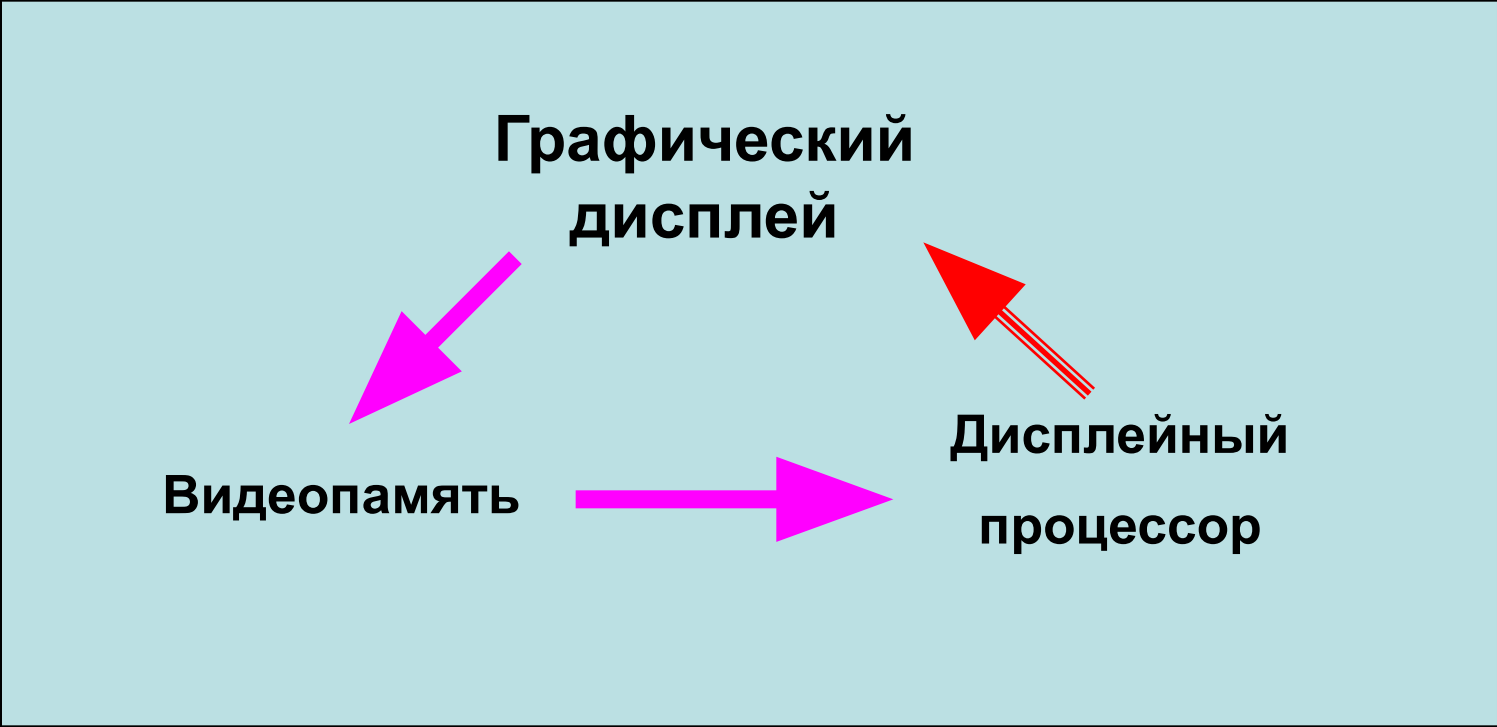 Графический
дисплей
Видеопамять
Дисплейный
процессор